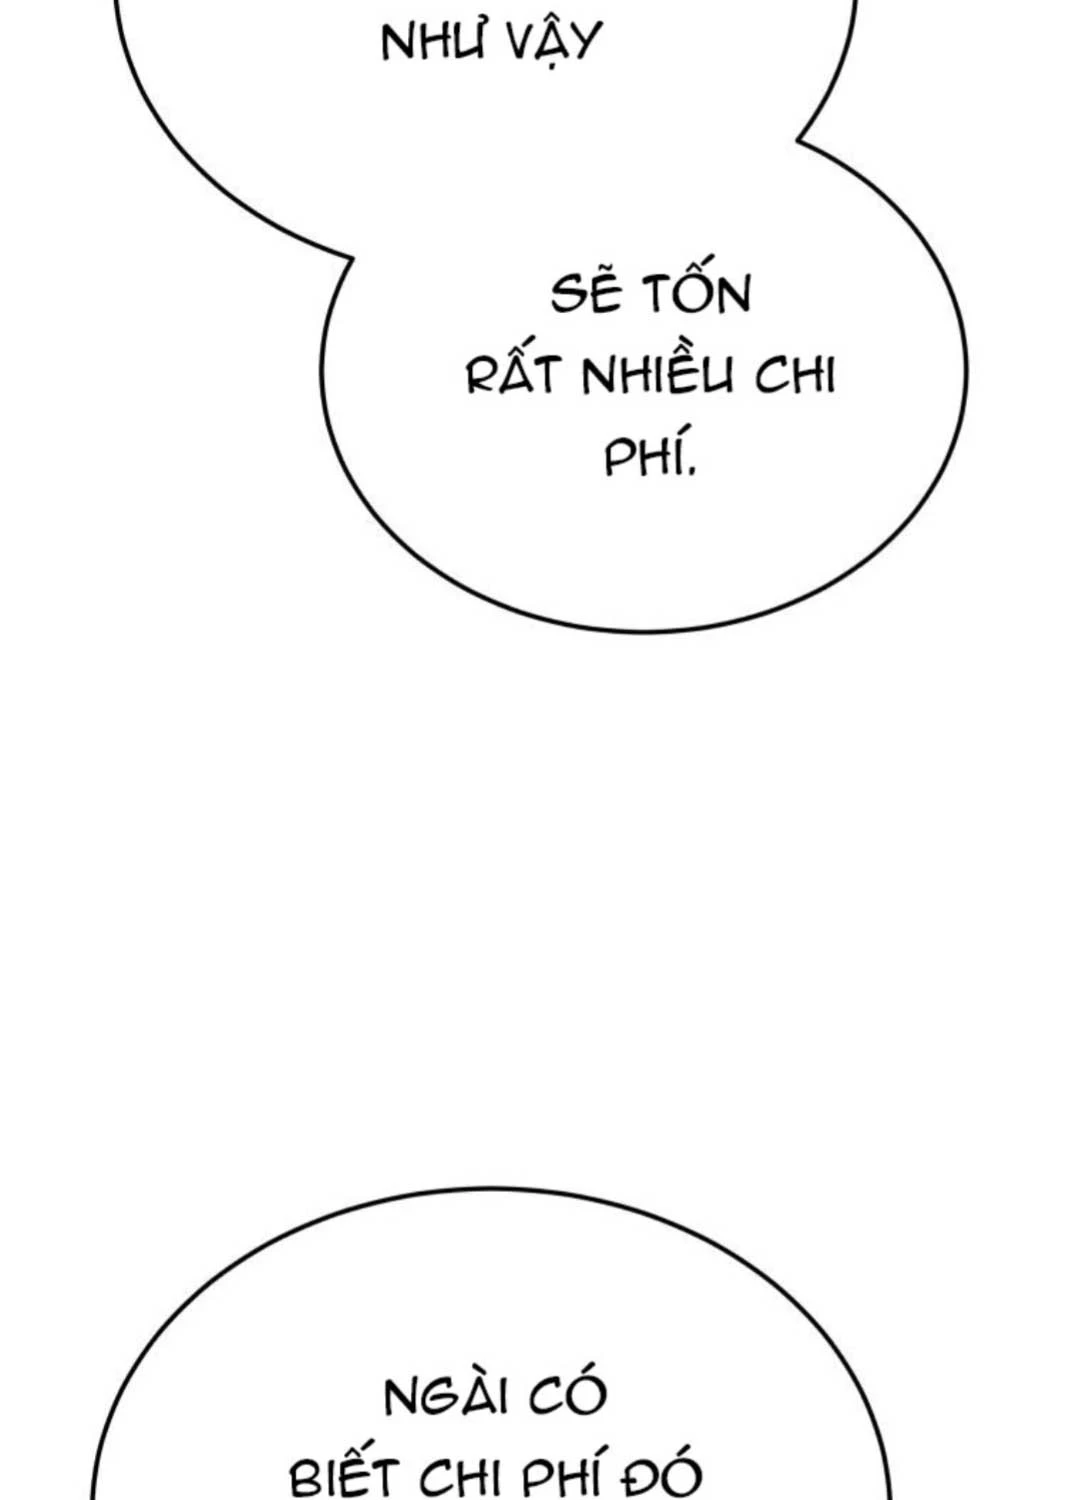 NHƯ VẬY
SẼ TỐN
RẤT NHIỀU CHI
PHÍ.
NGÀI CÓ
BIẾT CHI PHÍ ĐÓ